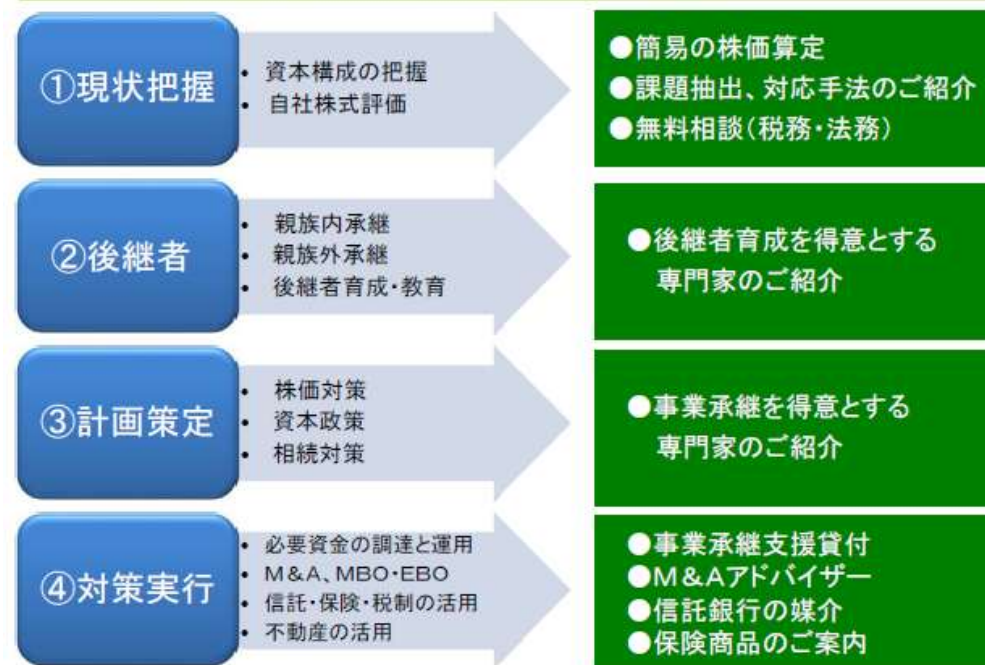 ①現状把握
• 資本構成の把握
• 自社株式評価
●簡易の株価算定
●課題抽出、対応手法のご紹介
●無料相談（税務・法務）
②後継者
• 親族内承継
• 親族外承継
• 後継者育成・教育
●後継者育成を得意とする
専門家のご紹介
③計画策定
• 株価対策
• 資本政策
• 相続対策
●事業承継を得意とする
専門家のご紹介
④対策実行
• 必要資金の調達と運用
• M&A、MBO・EBO
• 信託・保険・税制の活用
• 不動産の活用
●事業承継支援貸付
●M&Aアドバイザー
●信託銀行の媒介
●保険商品のご案内